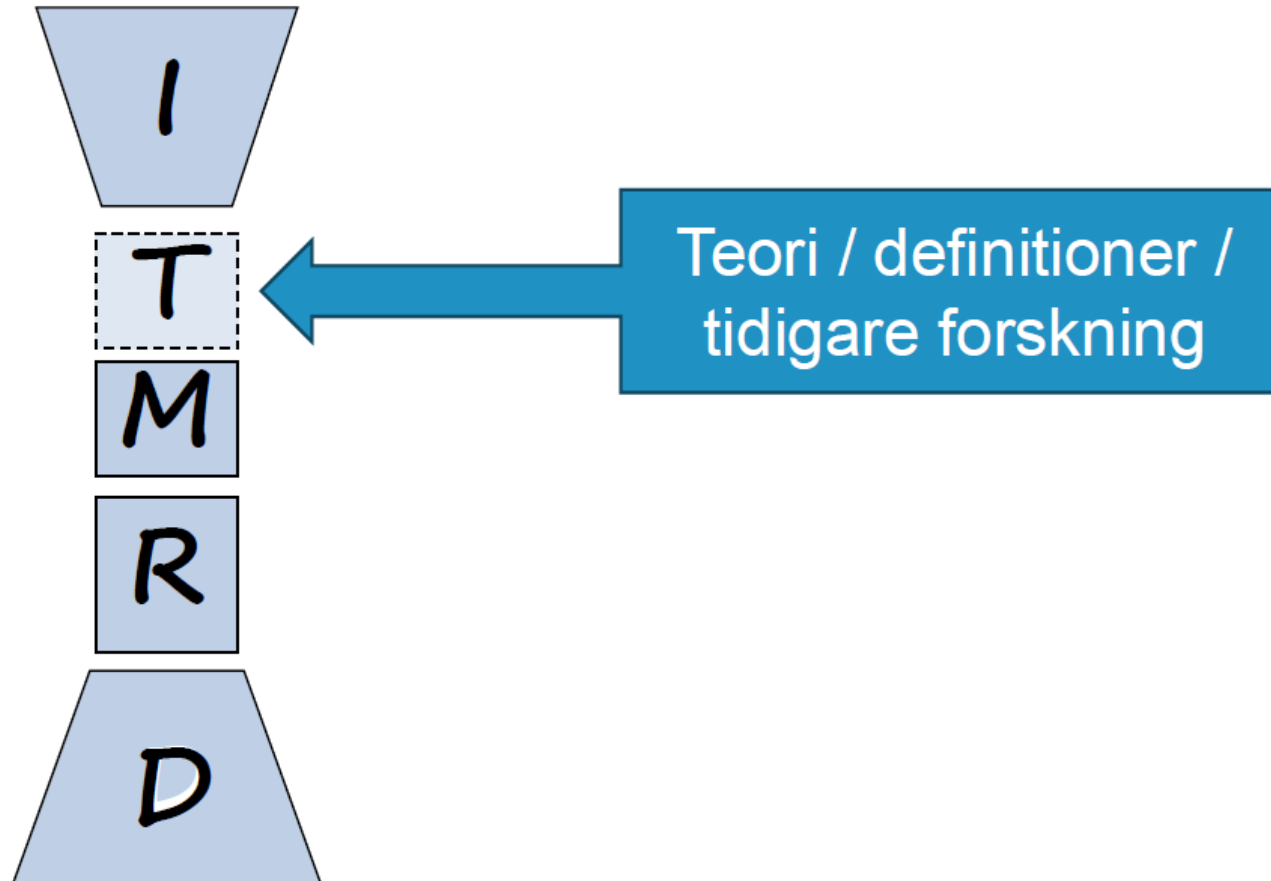 I
T
Teori / definitioner /
tidigare forskning
M
R
D